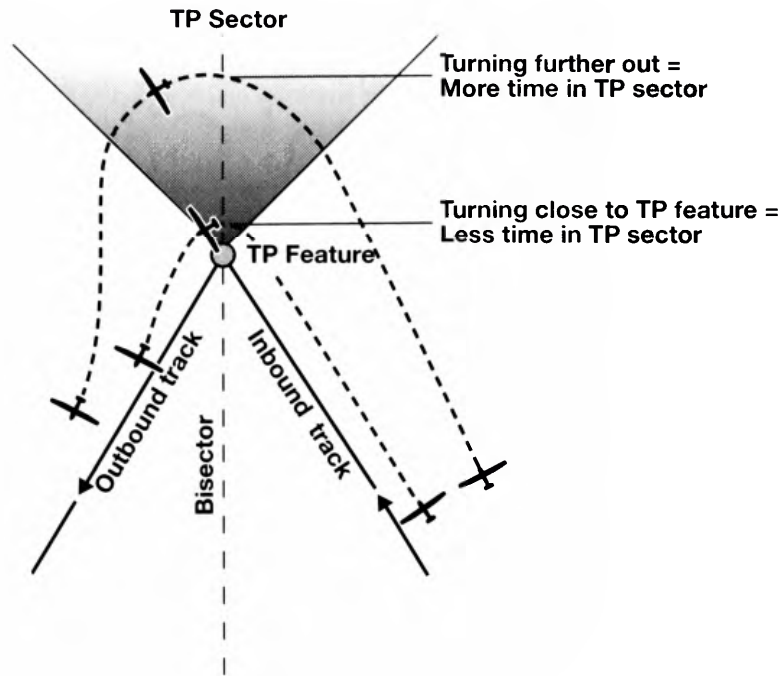 TP Sector
Turning further out =
More time in TP sector
Turning close to TP feature =
Less time in TP sector
TP Feature
Outbound track
Bisector
Inbound track